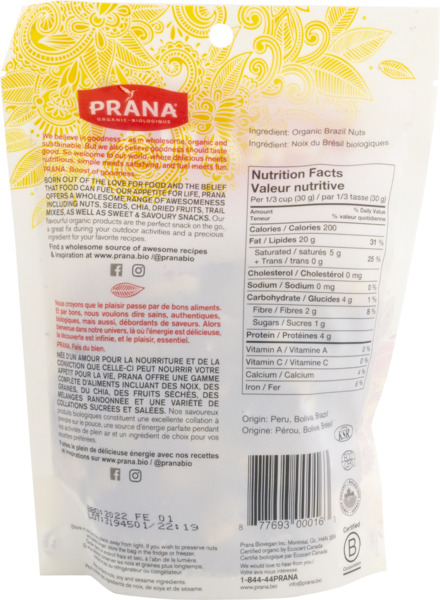 PRĀNA
ORGANIC • BIOLOGIQUE
We believe in goodness – as in wholesome, organic and
sustainable. But we also believe goodness should taste
good. So welcome to our world, where delicious meets
nutritious, simple meets satisfying, and fuel meets fun.
PRANA. Boost of goodness.
BORN OUT OF THE LOVE FOR FOOD AND THE BELIEF
THAT FOOD CAN FUEL OUR APPETITE FOR LIFE, PRANA
OFFERS A WHOLESOME RANGE OF AWESOMENESS
INCLUDING NUTS, SEEDS, CHIA, DRIED FRUITS, TRAIL
MIXES, AS WELL AS SWEET & SAVOURY SNACKS. Our
flavourful organic products are the perfect snack on the go,
a great fix during your outdoor activities and a precious
ingredient for your favorite recipes.
Find a wholesome source of awesome recipes
& inspiration at www.prana.bio / @pranabio
Nous croyons que le plaisir passe par de bons aliments.
Et par bons, nous voulons dire sains, authentiques,
biologiques, mais aussi, débordants de saveurs. Alors
bienvenue dans notre univers, là où l'énergie est délicieuse,
la découverte est infinie, et le plaisir, essentiel.
PRANA. Fais du bien.
NÉE D'UN AMOUR POUR LA NOURRITURE ET DE LA
CONVICTION QUE CELLE-CI PEUT NOURRIR VOTRE
APPÉTIT POUR LA VIE, PRANA OFFRE UNE GAMME
COMPLÈTE D'ALIMENTS INCLUANT DES NOIX, DES
GRAINES, DU CHIA, DES FRUITS SÉCHÉS, DES
MÉLANGES RANDONNÉE ET UNE VARIÉTÉ DE
COLLATIONS SUCRÉES ET SALÉES. Nos savoureux
produits biologiques constituent une excellente collation à
prendre sur le pouce, une source d'énergie parfaite pendant
vos activités de plein air et un ingrédient de choix pour vos
recettes préférées.
Faites le plein de délicieuse énergie avec nos recettes
et inspirations sur www.prana.bio / @pranabio
2022 FE 01
22:19
Ingredient: Organic Brazil Nuts
Ingrédient: Noix du Brésil biologiques
Nutrition Facts
Valeur nutritive
Per 1/3 cup (30 g) / par 1/3 tasse (30 g)
Amount % Daily Value
Teneur % valeur quotidienne
Calories / Calories 200
Fat / Lipides 20 g 31 %
Saturated / saturés 5 g
+ Trans / trans 0 g 25 %
Cholesterol / Cholestérol 0 mg
Sodium / Sodium 0 mg 0 %
Carbohydrate / Glucides 4 g 1 %
Fibre / Fibres 2 g 8 %
Sugars / Sucres 1 g
Protein / Protéines 4 g
Vitamin A / Vitamine A
Vitamin C / Vitamine C
Calcium / Calcium
Iron / Fer
Origin: Peru, Bolivia, Brazil
Origine: Pérou, Bolivie, Brésil
8 77693 00016 1
Certified
B
Corporation
Prana Biovegan Inc. Montreal, Qc,
Certified organic by Ecocert Canada
Certifié biologique par Ecocert Canada
We would love to hear from you!
1-844-44PRANA
info@prana.bio